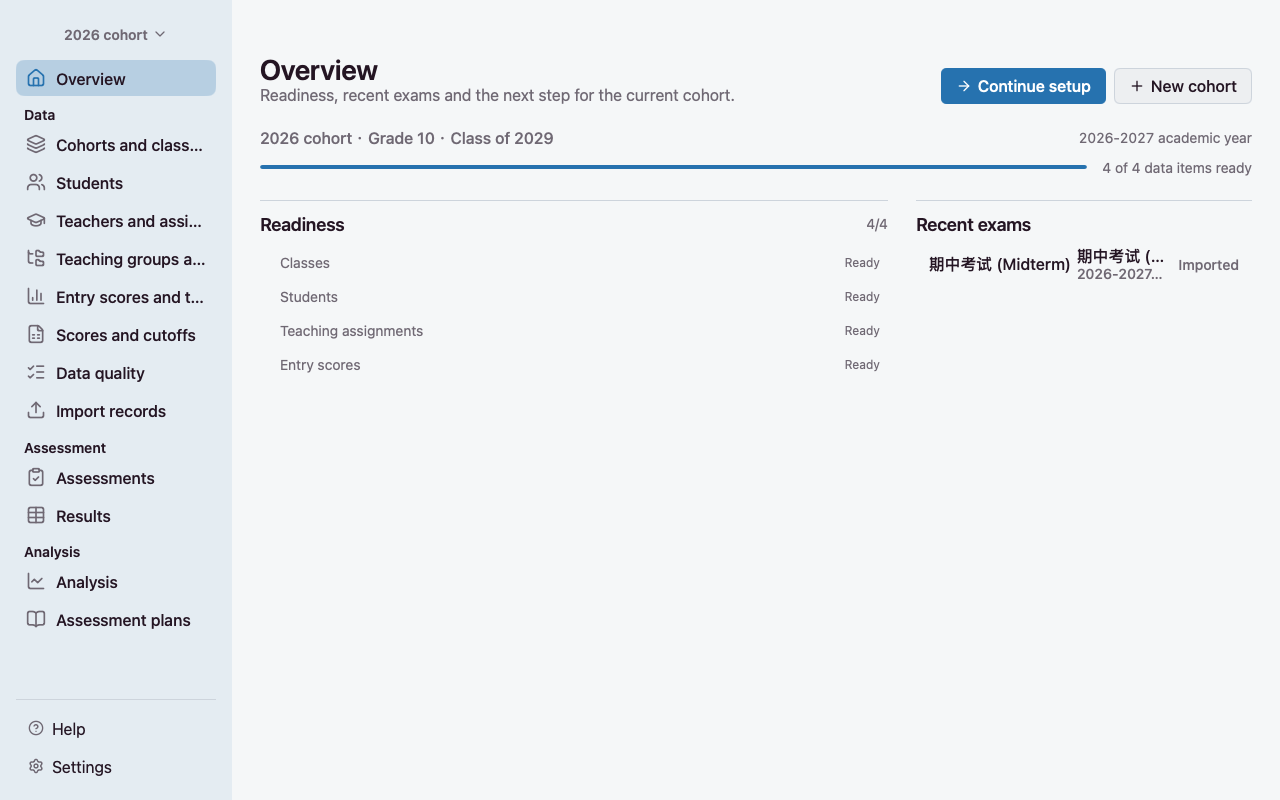 2026 cohort
Overview
Data
Cohorts and class...
Students
Teachers and assi...
Teaching groups a...
Entry scores and t...
Scores and cutoffs
Data quality
Import records
Assessment
Assessments
Results
Analysis
Analysis
Assessment plans
Help
Settings
Overview
Readiness, recent exams and the next step for the current cohort.
Continue setup
New cohort
2026 cohort · Grade 10 · Class of 2029
2026-2027 academic year
4 of 4 data items ready
Readiness
4/4
Classes
Ready
Students
Ready
Teaching assignments
Ready
Entry scores
Ready
Recent exams
期中考试 (Midterm)
期中考试 (...
2026-2027...
Imported